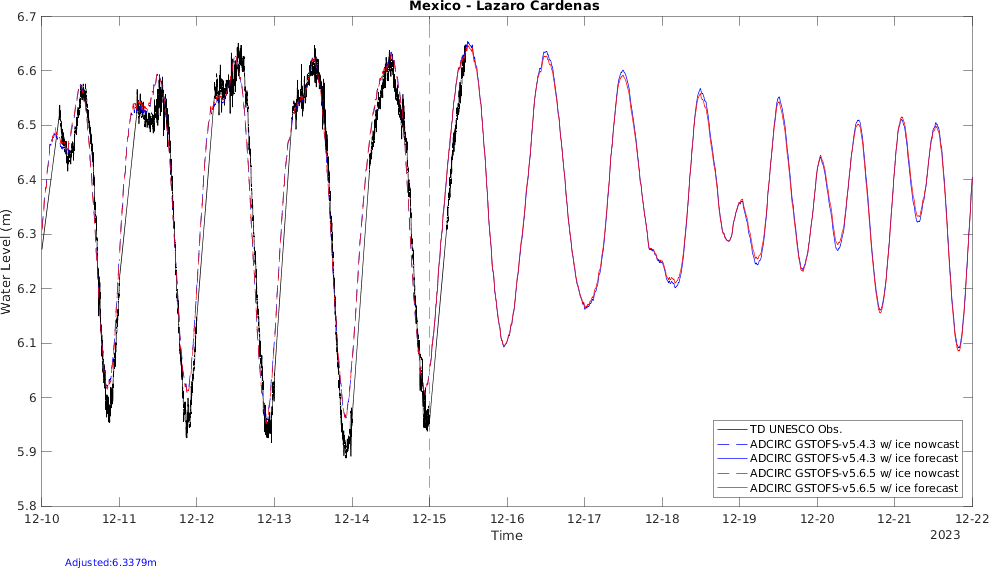 Mexico - Lazaro Cardenas
6.7
6.6
6.5
6.4
6.3
6.2
6.1
6
5.9
5.8
Water Level (m)
12-10 12-11 12-12 12-13 12-14 12-15 12-16 12-17 12-18 12-19 12-20 12-21 12-22
Time
2023
TD UNESCO Obs.
ADCIRC GSTOFS-v5.4.3 w/ ice nowcast
ADCIRC GSTOFS-v5.4.3 w/ ice forecast
ADCIRC GSTOFS-v5.6.5 w/ ice nowcast
ADCIRC GSTOFS-v5.6.5 w/ ice forecast
Adjusted:6.3379m